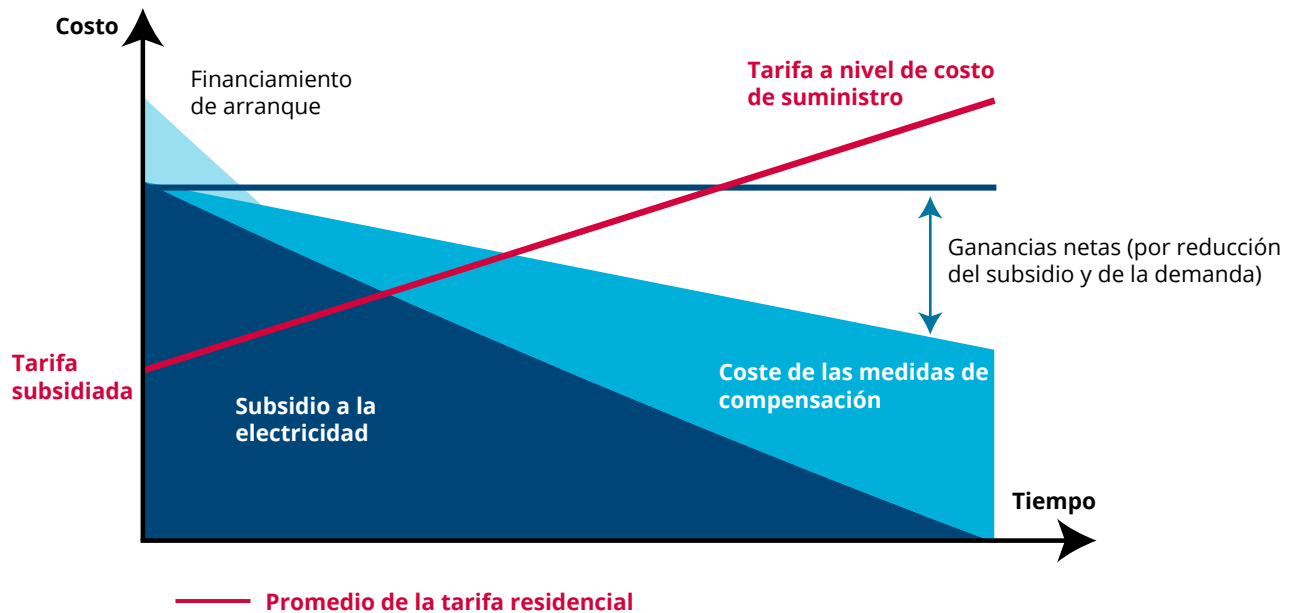 Costo
Financiamiento
de arranque
Tarifa a nivel de costo
de suministro
Ganancias netas (por reducción
del subsidio y de la demanda)
Tarifa
subsidiada
Coste de las medidas de
compensación
Subsidio a la
electricidad
Tiempo
Promedio de la tarifa residencial